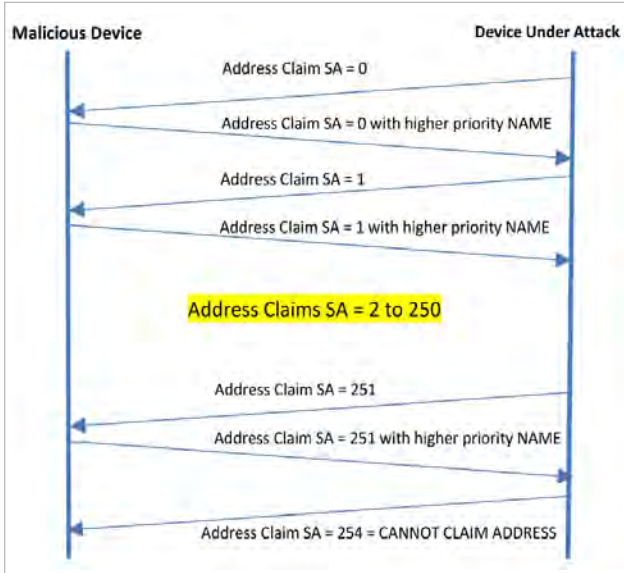 Malicious Device
Device Under Attack
Address Claim SA = 0
Address Claim SA = 0 with higher priority NAME
Address Claim SA = 1
Address Claim SA = 1 with higher priority NAME
Address Claims SA = 2 to 250
Address Claim SA = 251
Address Claim SA = 251 with higher priority NAME
Address Claim SA = 254 = CANNOT CLAIM ADDRESS